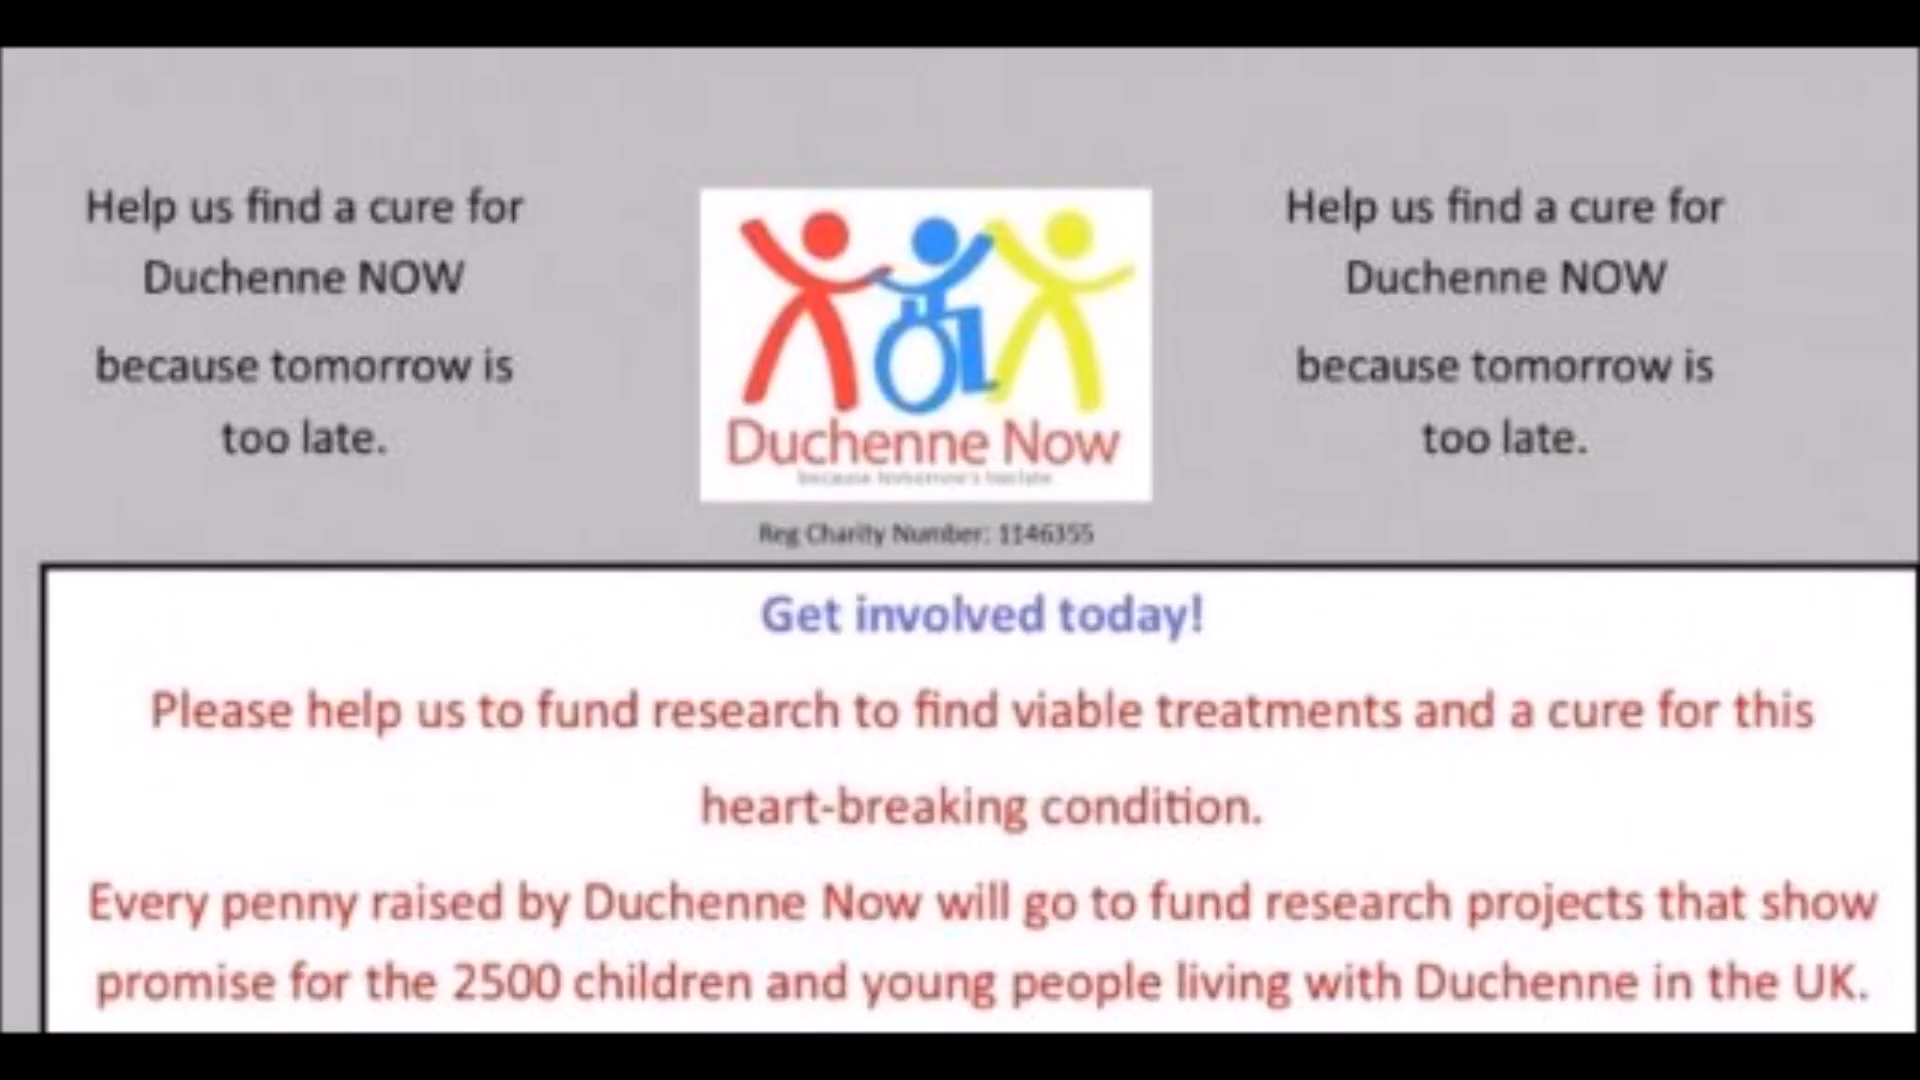 Help us find a cure for
Duchenne NOW
because tomorrow is
too late.
Duchenne Now
because tomorrow's too late
Reg Charity Number: 1146355
Help us find a cure for
Duchenne NOW
because tomorrow is
too late.
Get involved today!
Please help us to fund research to find viable treatments and a cure for this
heart-breaking condition.
Every penny raised by Duchenne Now will go to fund research projects that show
promise for the 2500 children and young people living with Duchenne in the UK.